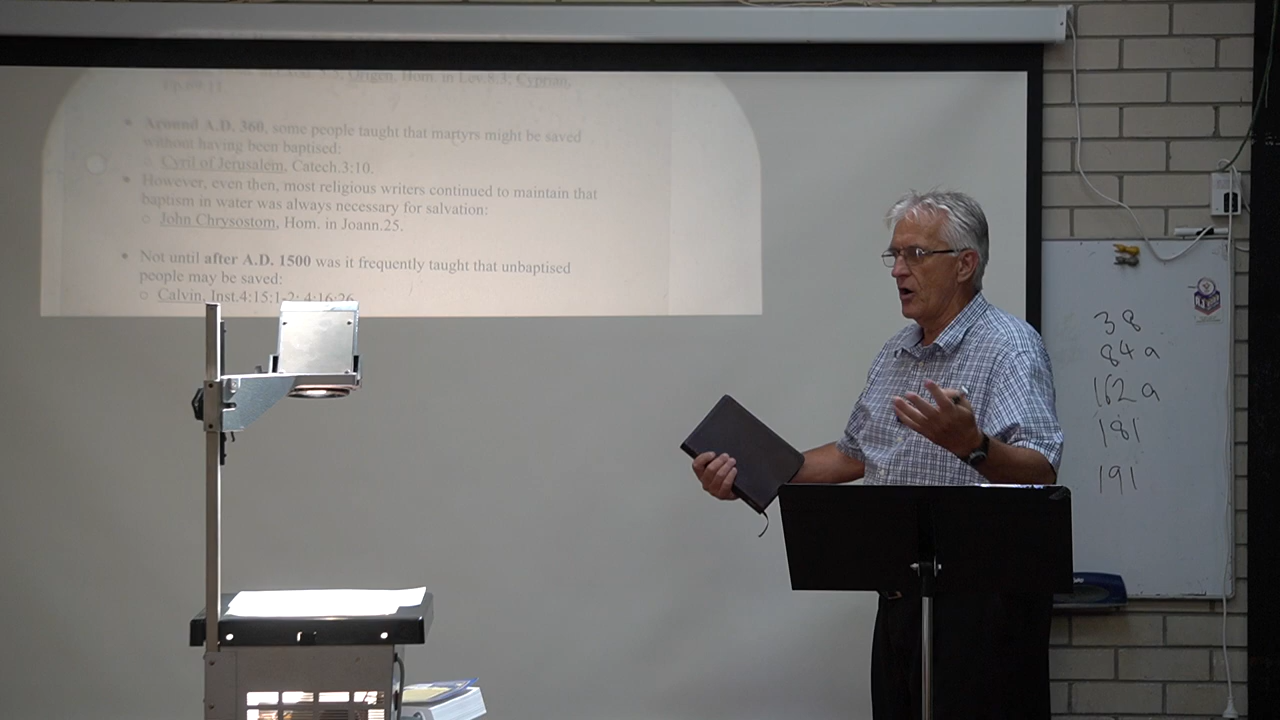 Origen, Hom. in Lev.8:3; Cyprian,
• Around A.D. 360, some people taught that martyrs might be saved
without having been baptised:
○ Cyril of Jerusalem, Catech.3:10.
• However, even then, most religious writers continued to maintain that
baptism in water was always necessary for salvation:
○ John Chrysostom, Hom. in Joann.25.
• Not until after A.D. 1500 was it frequently taught that unbaptised
people may be saved:
○ Calvin, Inst.4:15:1-2; 4:16:26
38
84a
162a
181
191